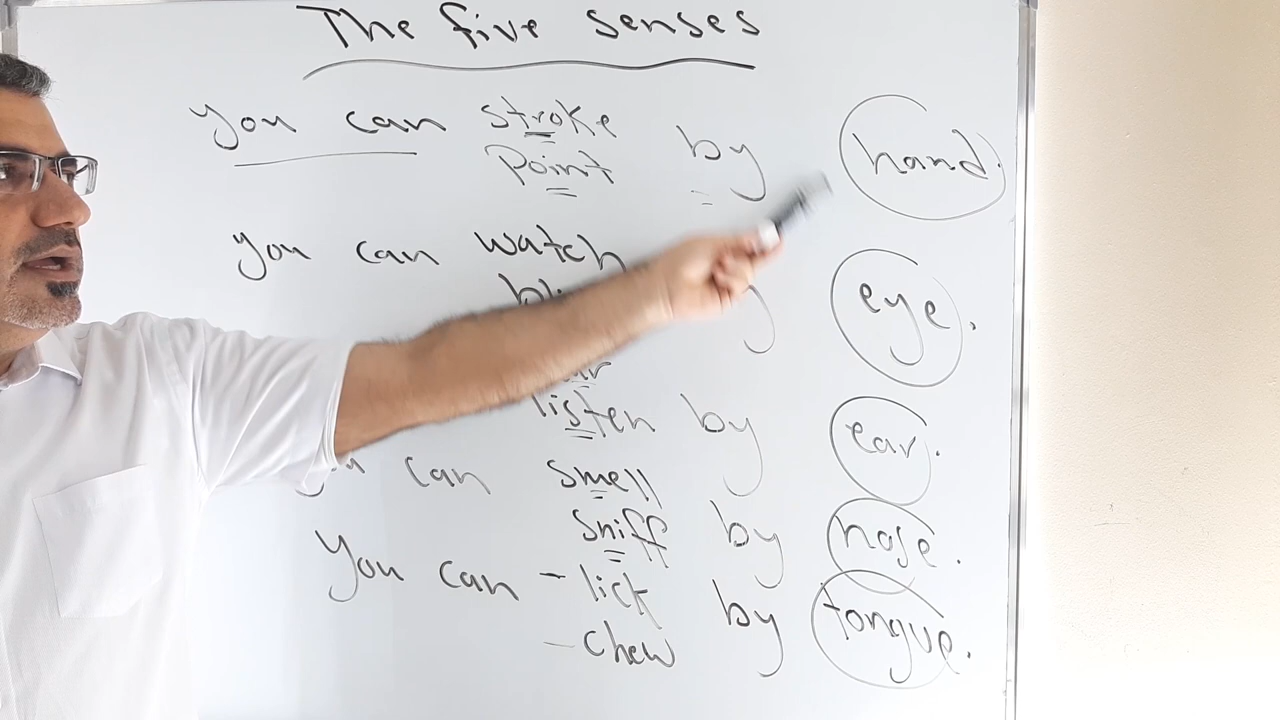 The five senses
you can stroke
point by hand.
you can watch
eye.
listen by ear.
can smell
sniff by nose.
You can - lick
- chew by tongue.